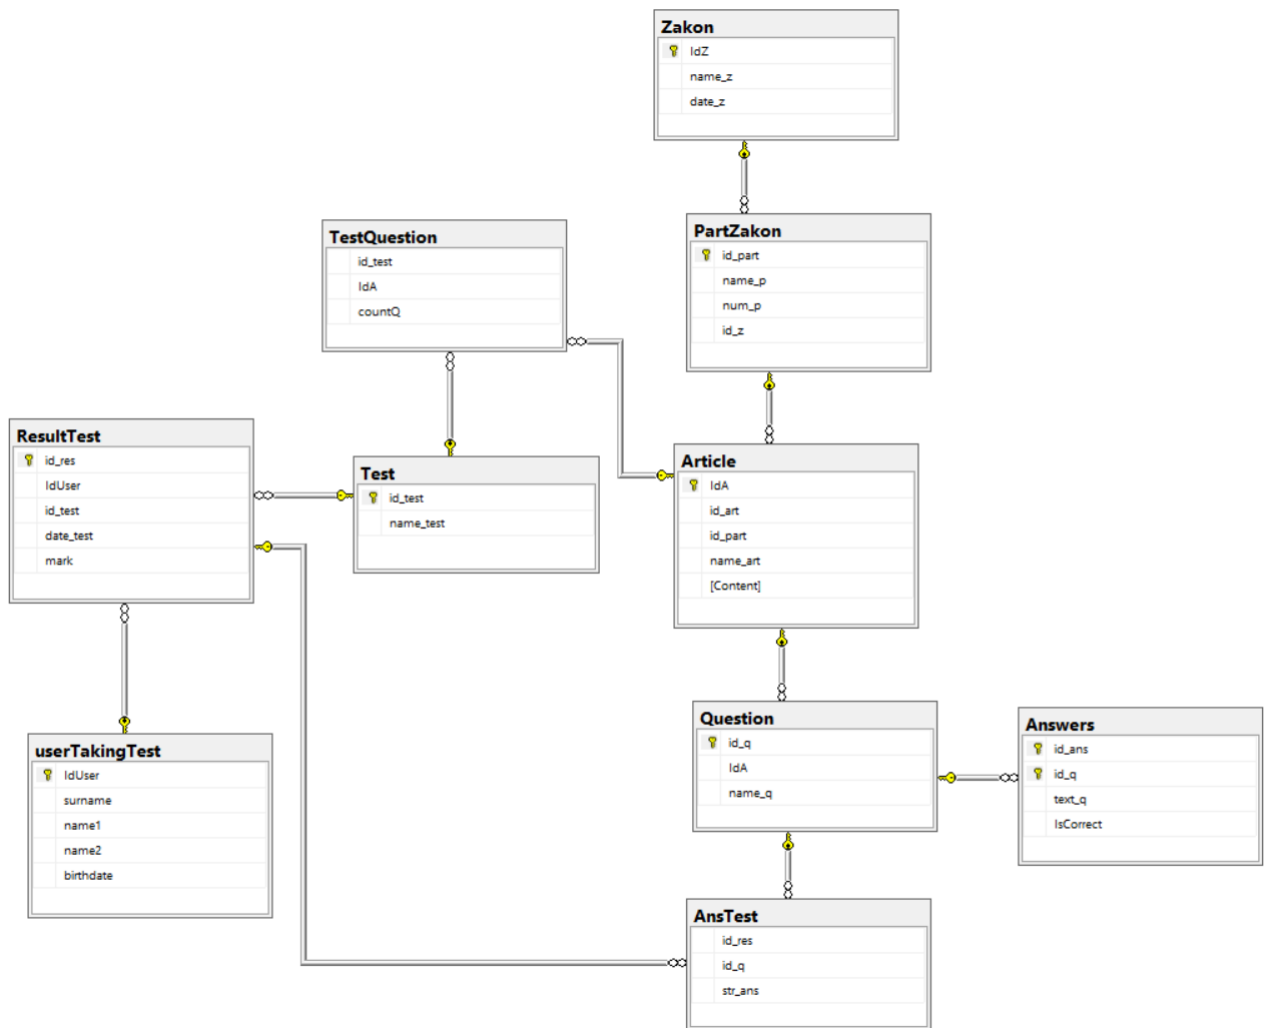 Zakon
IdZ
name_z
date_z
PartZakon
id_part
name_p
num_p
id_z
TestQuestion
id_test
IdA
countQ
ResultTest
id_res
IdUser
id_test
date_test
mark
Test
id_test
name_test
Article
IdA
id_art
id_part
name_art
[Content]
userTakingTest
IdUser
surname
name1
name2
birthdate
Question
id_q
IdA
name_q
Answers
id_ans
id_q
text_q
IsCorrect
AnsTest
id_res
id_q
str_ans